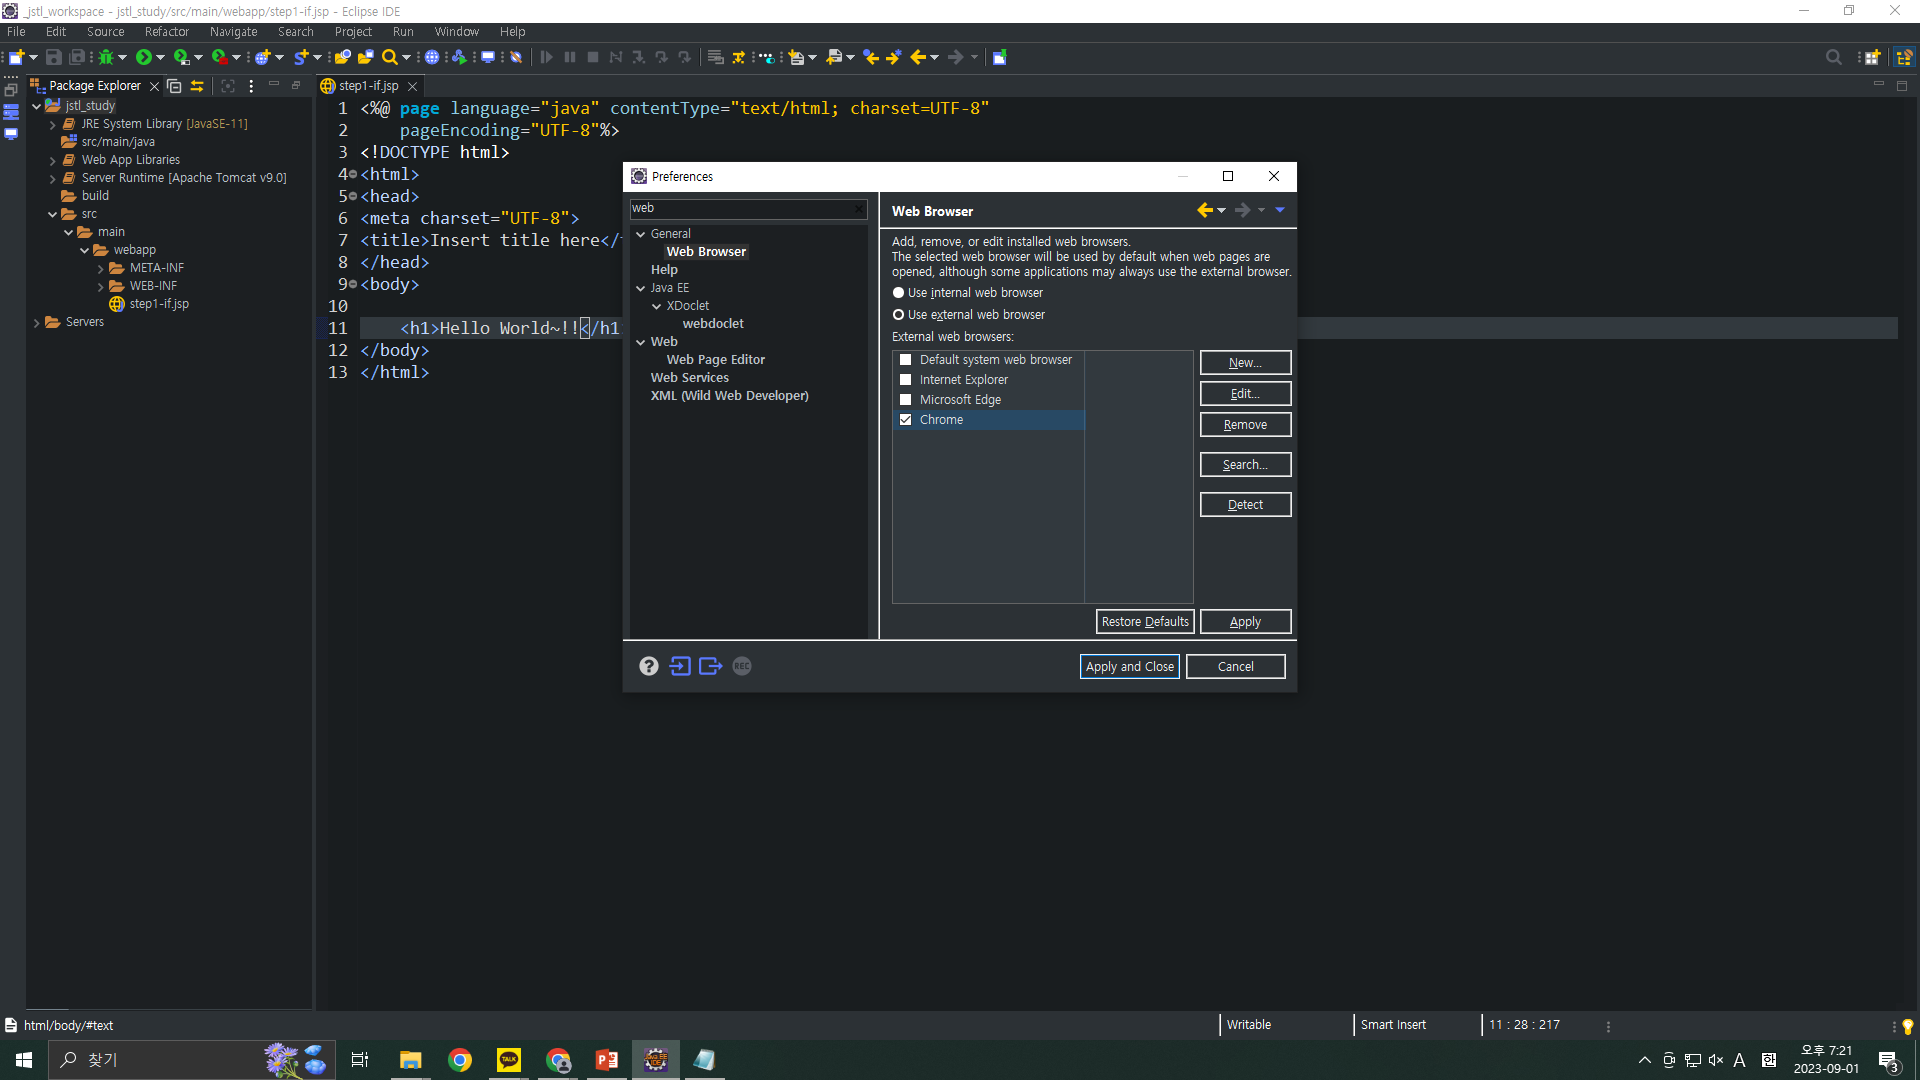 _jstl_workspace - jstl_study/src/main/webapp/step1-if.jsp - Eclipse IDE
File Edit Source Refactor Navigate Search Project Run Window Help
Package Explorer
step1-if.jsp
jstl_study
JRE System Library [JavaSE-11]
src/main/java
Web App Libraries
Server Runtime [Apache Tomcat v9.0]
build
src
main
webapp
META-INF
WEB-INF
step1-if.jsp
Servers
1 <%@ page language="java" contentType="text/html; charset=UTF-8"
2 pageEncoding="UTF-8"%>
3 <!DOCTYPE html>
4 <html>
5 <head>
6 <meta charset="UTF-8">
7 <title>Insert title here</
8 </head>
9 <body>
10
11 <h1>Hello World~!!</h1
12 </body>
13 </html>
Preferences
web
General
Web Browser
Help
Java EE
XDoclet
webdoclet
Web
Web Page Editor
Web Services
XML (Wild Web Developer)
Web Browser
Add, remove, or edit installed web browsers.
The selected web browser will be used by default when web pages are
opened, although some applications may always use the external browser.
Use internal web browser
Use external web browser
External web browsers:
Default system web browser
Internet Explorer
Microsoft Edge
Chrome
New...
Edit...
Remove
Search...
Detect
Restore Defaults
Apply
REC
Apply and Close
Cancel
html/body/#text
Writable
Smart Insert
11 : 28 : 217
찾기
TALK
Java EE
IDE
A
한
오후 7:21
2023-09-01
3